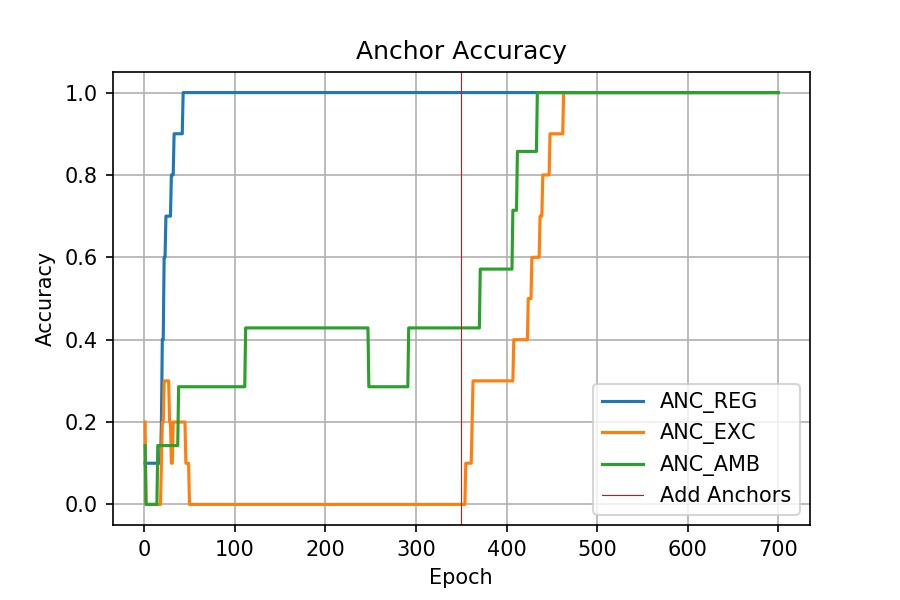 Anchor Accuracy
Accuracy
1.0
0.8
0.6
0.4
0.2
0.0
0 100 200 300 400 500 600 700
Epoch
ANC_REG
ANC_EXC
ANC_AMB
Add Anchors